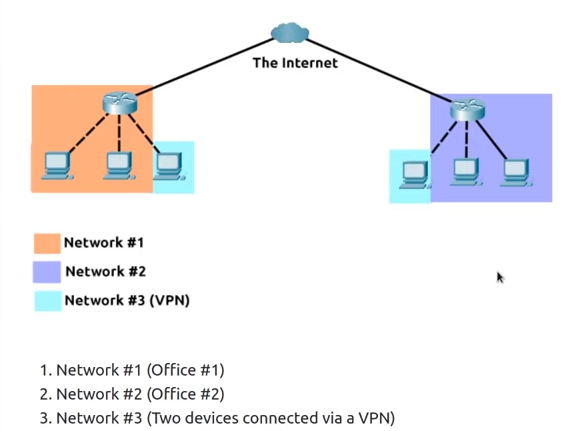 The Internet
Network #1
Network #2
Network #3 (VPN)
1. Network #1 (Office #1)
2. Network #2 (Office #2)
3. Network #3 (Two devices connected via a VPN)